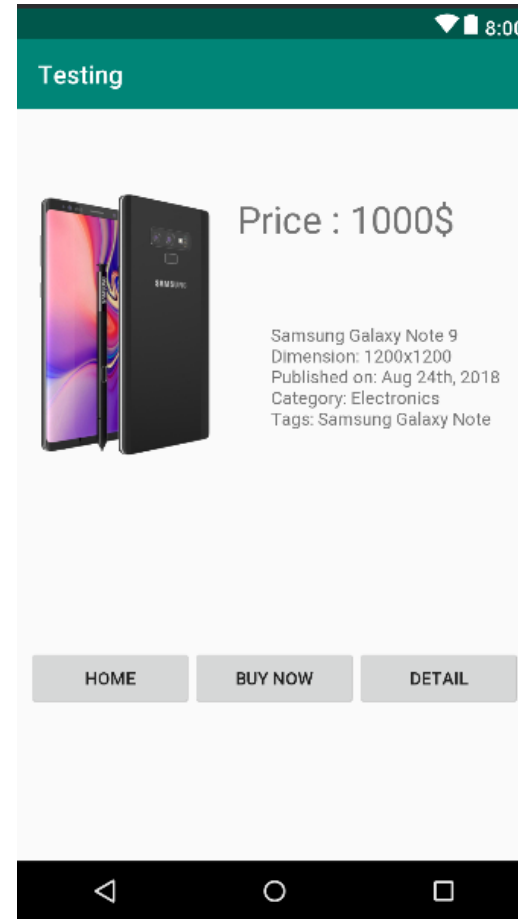 8:00
Testing
Price : 1000$
SAMSUNG
Samsung Galaxy Note 9
Dimension: 1200x1200
Published on: Aug 24th, 2018
Category: Electronics
Tags: Samsung Galaxy Note
HOME
BUY NOW
DETAIL